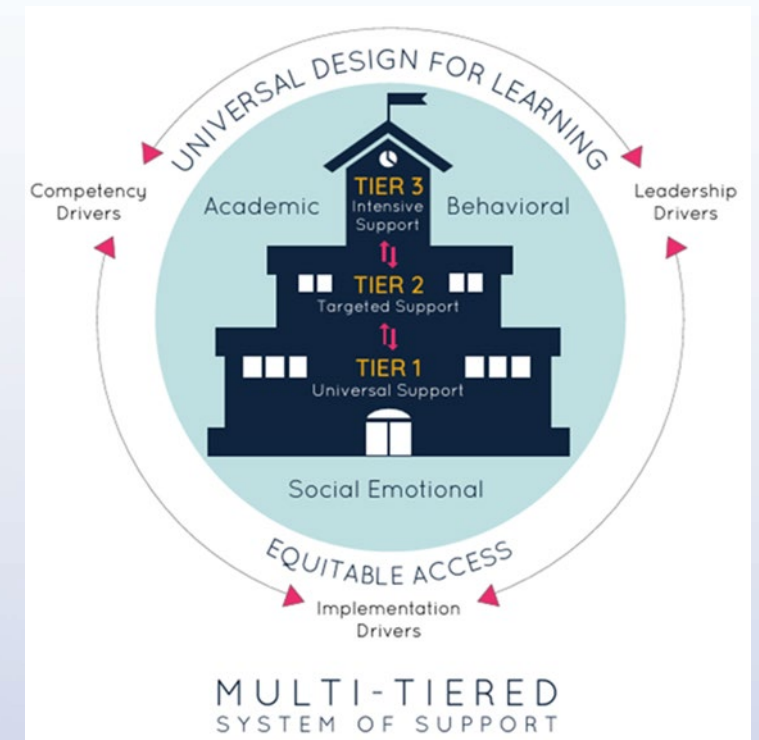 UNIVERSAL DESIGN FOR LEARNING
Competency
Drivers
Leadership
Drivers
Academic
Behavioral
TIER 3
Intensive
Support
TIER 2
Targeted Support
TIER 1
Universal Support
Social Emotional
EQUITABLE ACCESS
Implementation
Drivers
MULTI-TIERED
SYSTEM OF SUPPORT